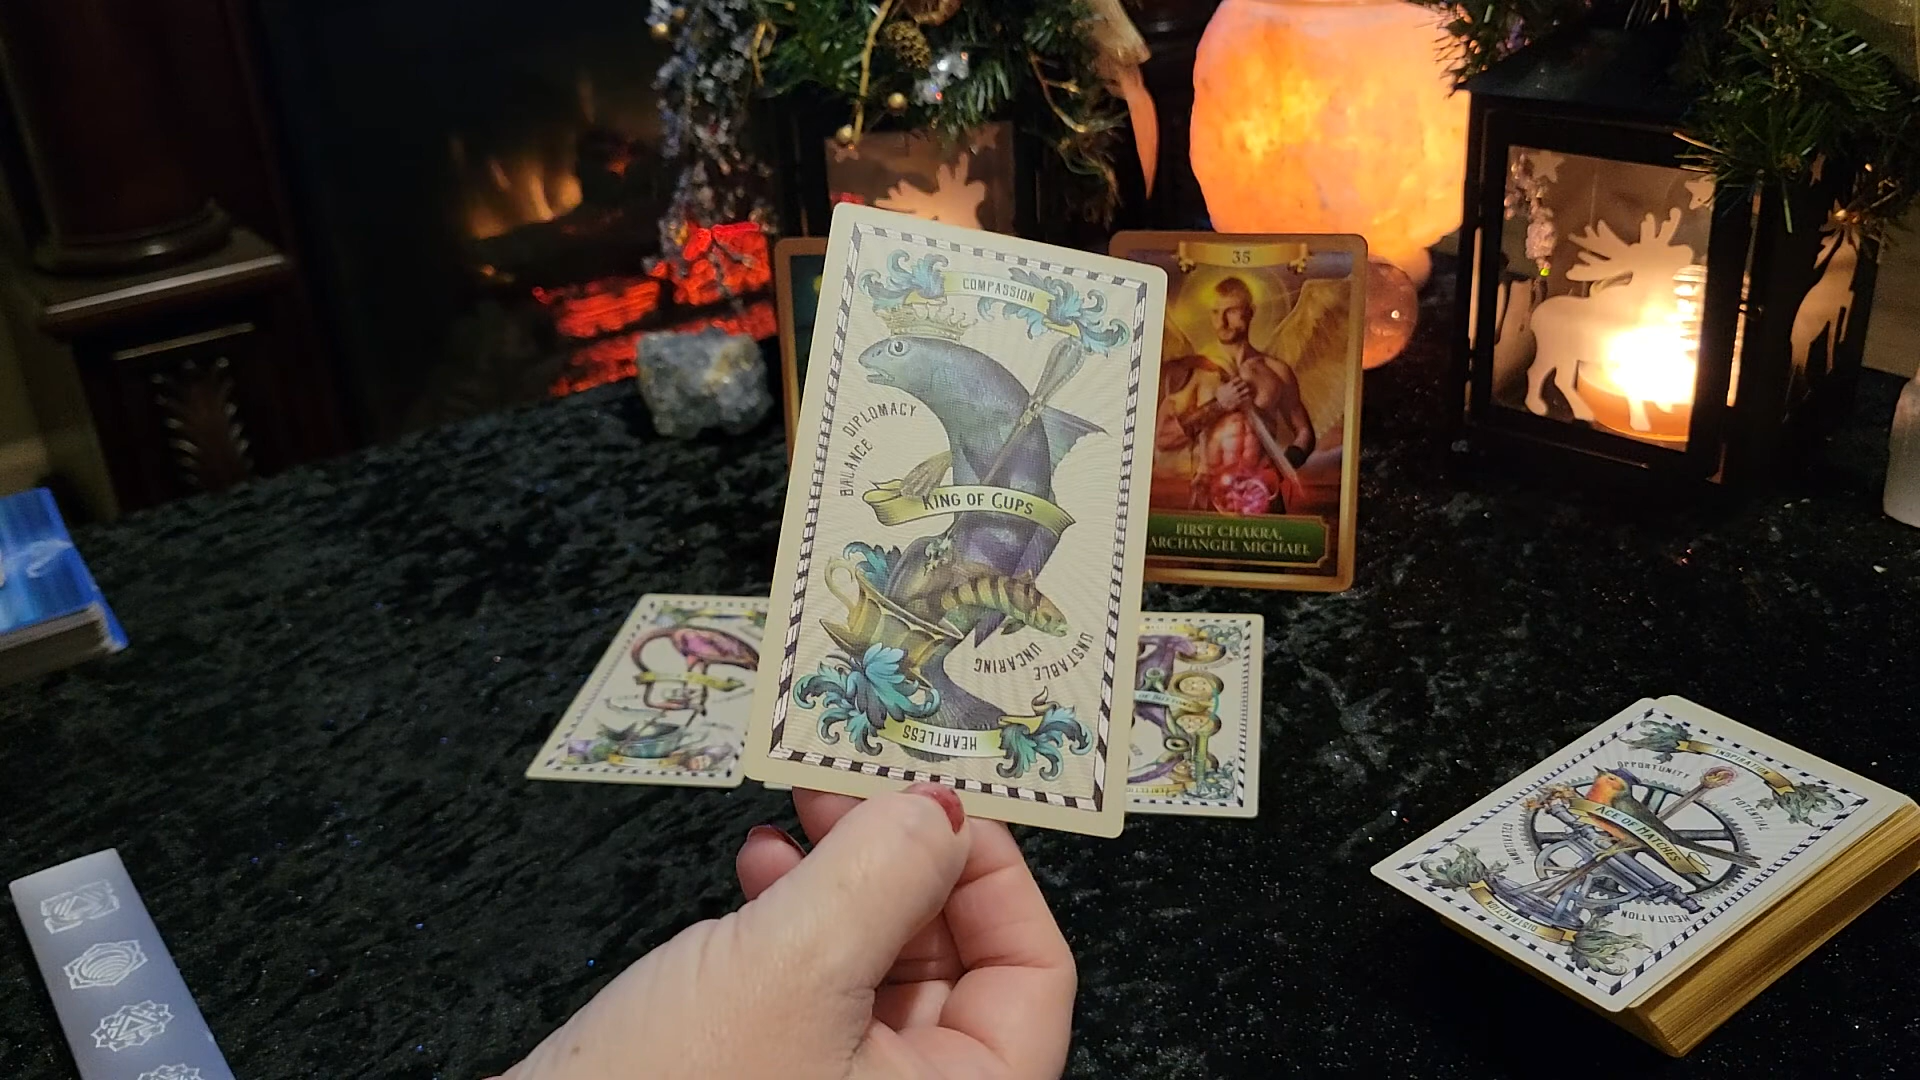 COMPASSION
DIPLOMACY
BALANCE
KING OF CUPS
UNSTABLE
UNCARING
HEARTLESS
35
FIRST CHAKRA,
ARCHANGEL MICHAEL
INSPIRATION
OPPORTUNITY
POTENTIAL
ACE OF MATCHES
UNMOTIVATED
HESITATION
DISTRACTION